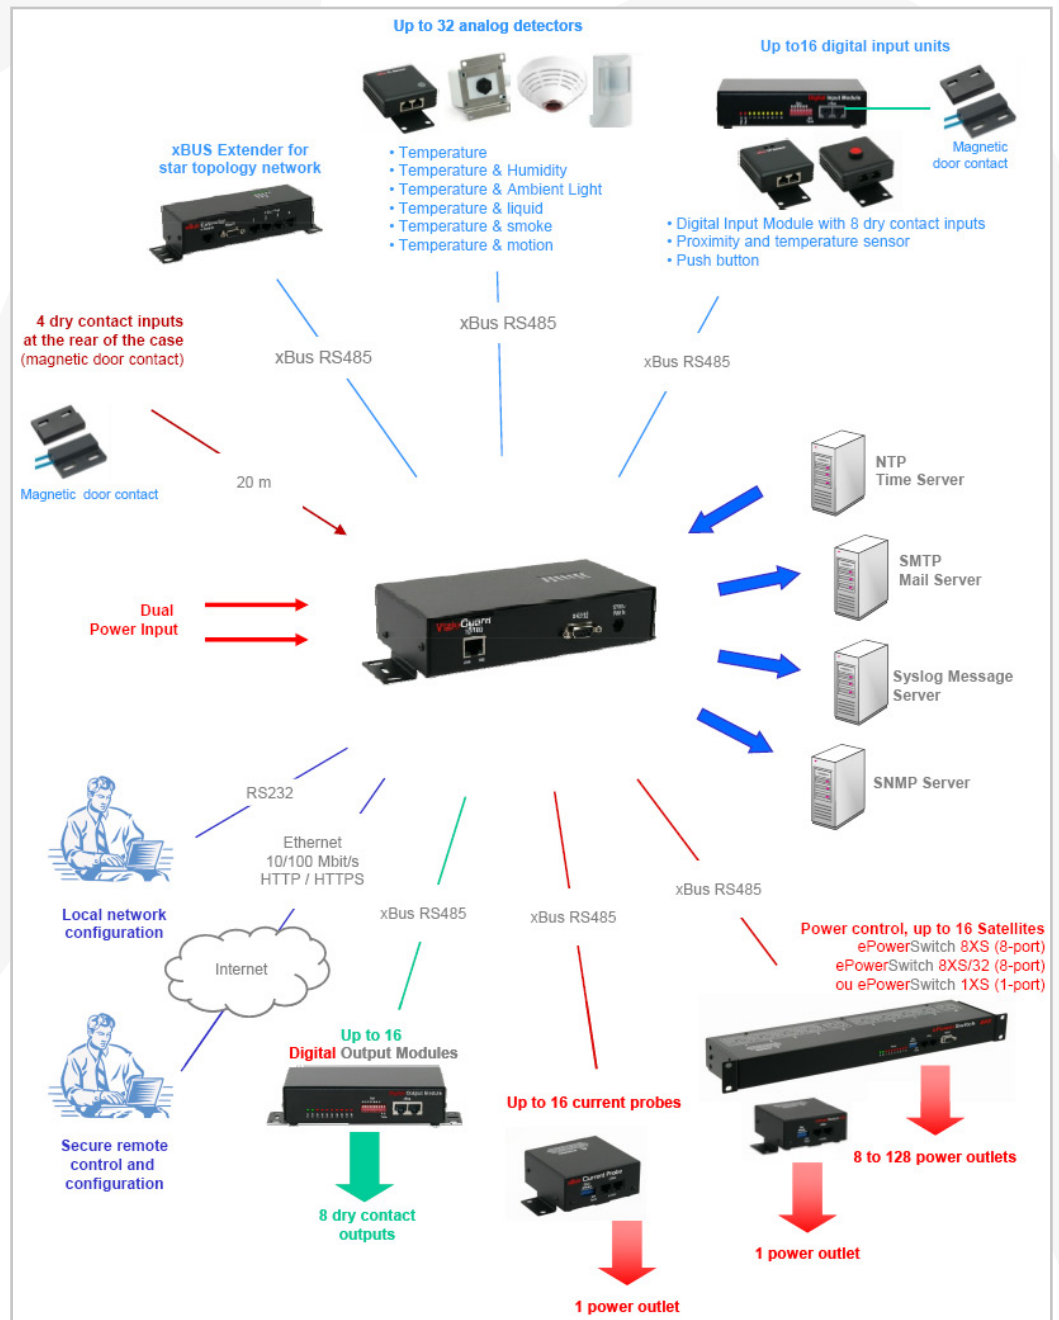 Up to 32 analog detectors
Up to16 digital input units
Magnetic
door contact
xBUS Extender for
star topology network
• Temperature
• Temperature & Humidity
• Temperature & Ambient Light
• Temperature & liquid
• Temperature & smoke
• Temperature & motion
• Digital Input Module with 8 dry contact inputs
• Proximity and temperature sensor
• Push button
4 dry contact inputs
at the rear of the case
(magnetic door contact)
xBus RS485
xBus RS485
xBus RS485
Magnetic door contact
20 m
NTP
Time Server
SMTP
Mail Server
Dual
Power Input
Syslog Message
Server
SNMP Server
RS232
Ethernet
10/100 Mbit/s
HTTP / HTTPS
Local network
configuration
xBus RS485
xBus RS485
xBus RS485
Internet
Power control, up to 16 Satellites
ePowerSwitch 8XS (8-port)
ePowerSwitch 8XS/32 (8-port)
ou ePowerSwitch 1XS (1-port)
Up to 16
Digital Output Modules
Up to 16 current probes
Current Probe
Secure remote
control and
configuration
8 to 128 power outlets
8 dry contact
outputs
1 power outlet
1 power outlet